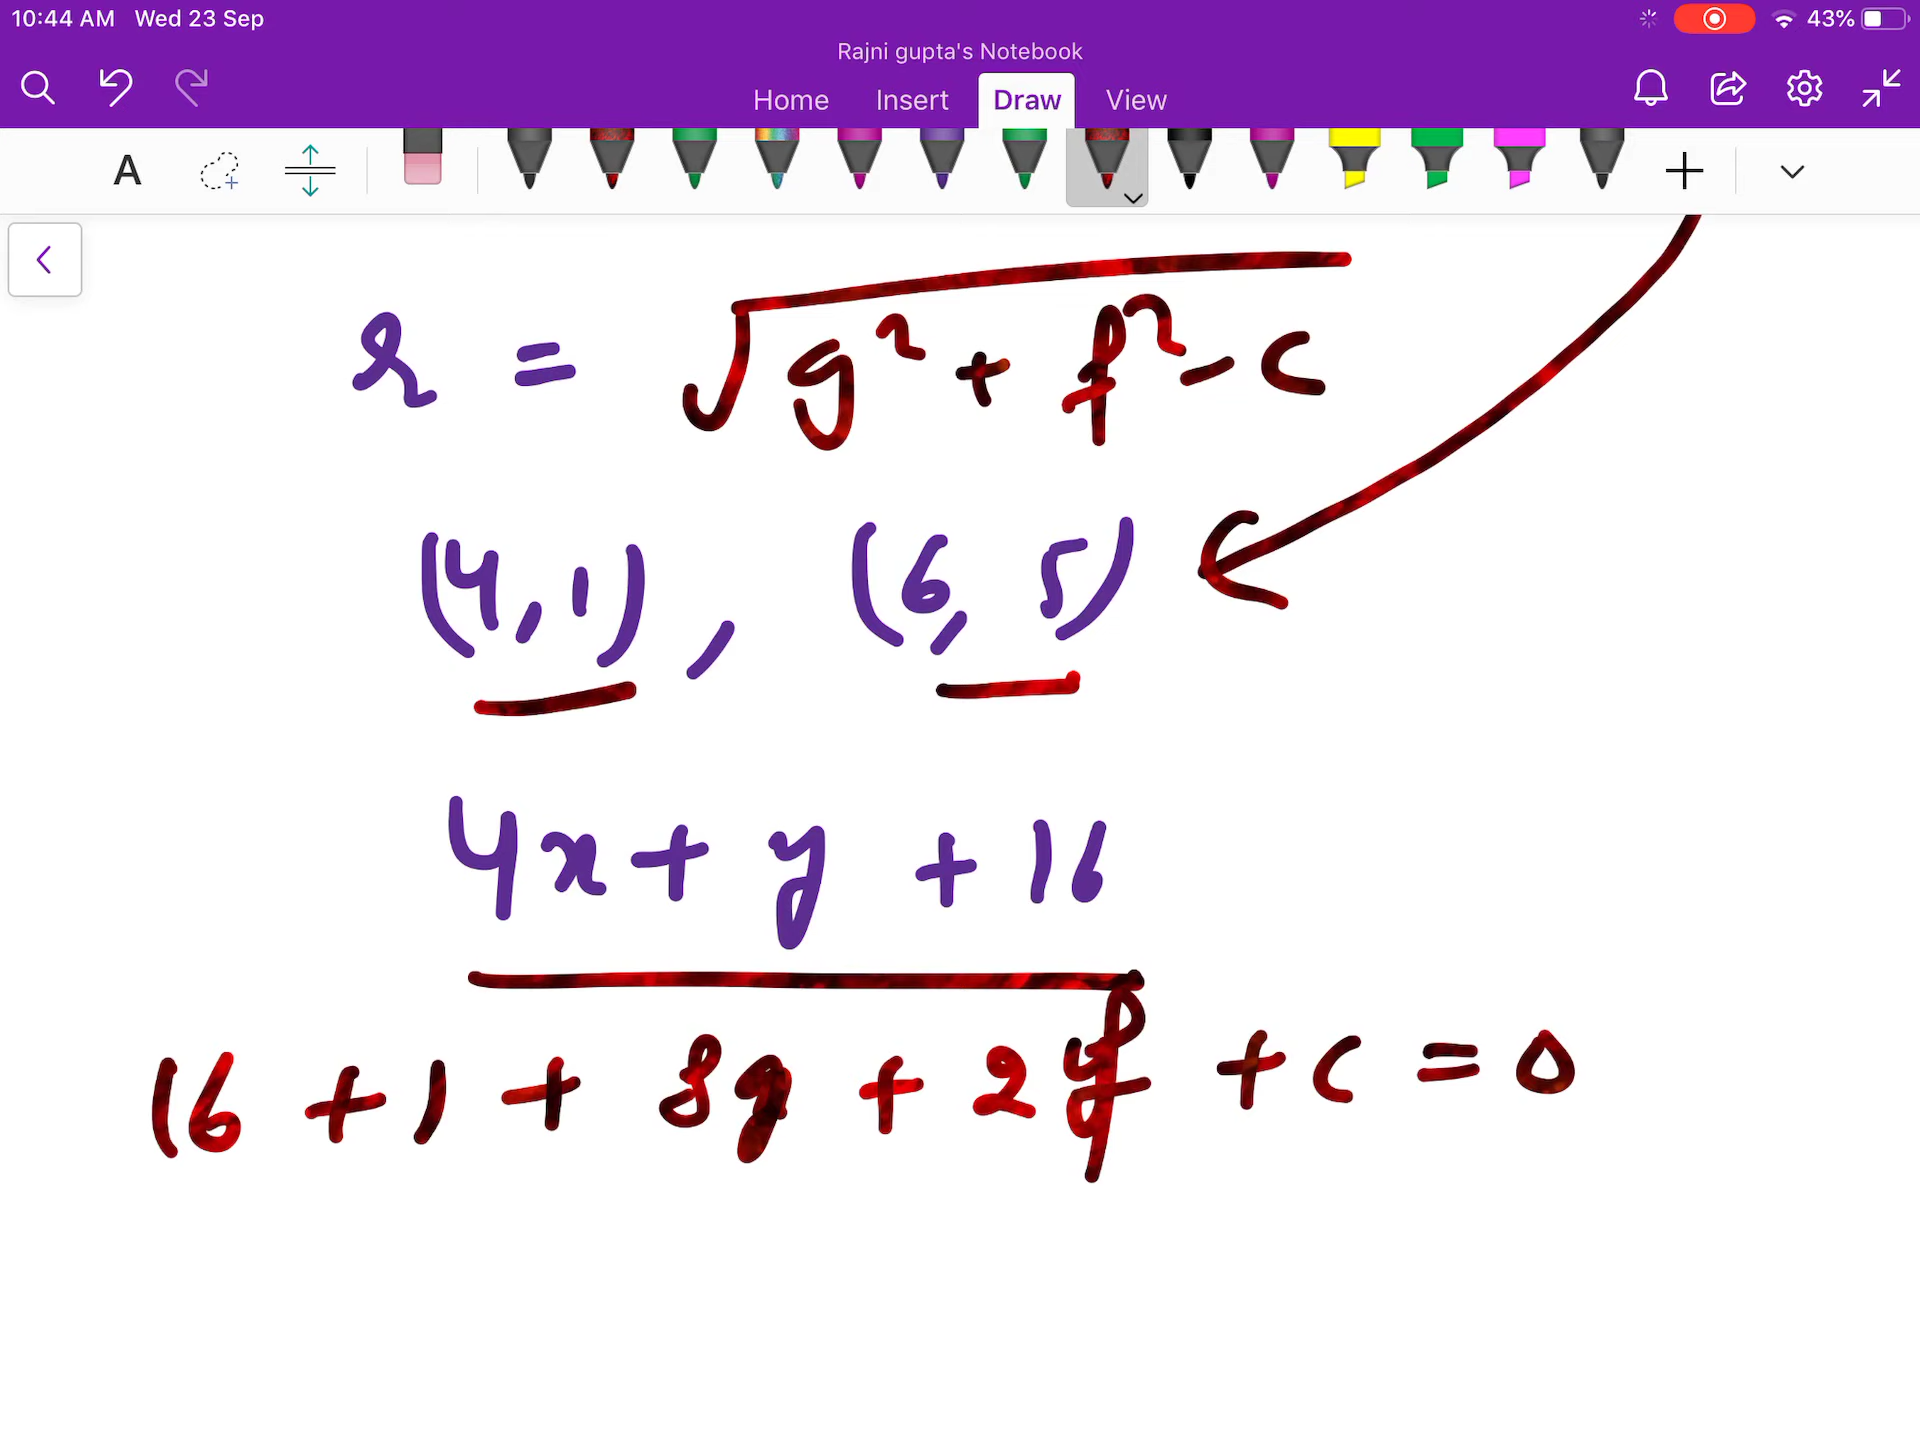 10:44 AM Wed 23 Sep
43%
Rajni gupta's Notebook
Home Insert Draw View
A
r = √g² + f² - c
(4,1), (6, 5)
4x + y + 16
16 + 1 + 8g + 2f + c = 0